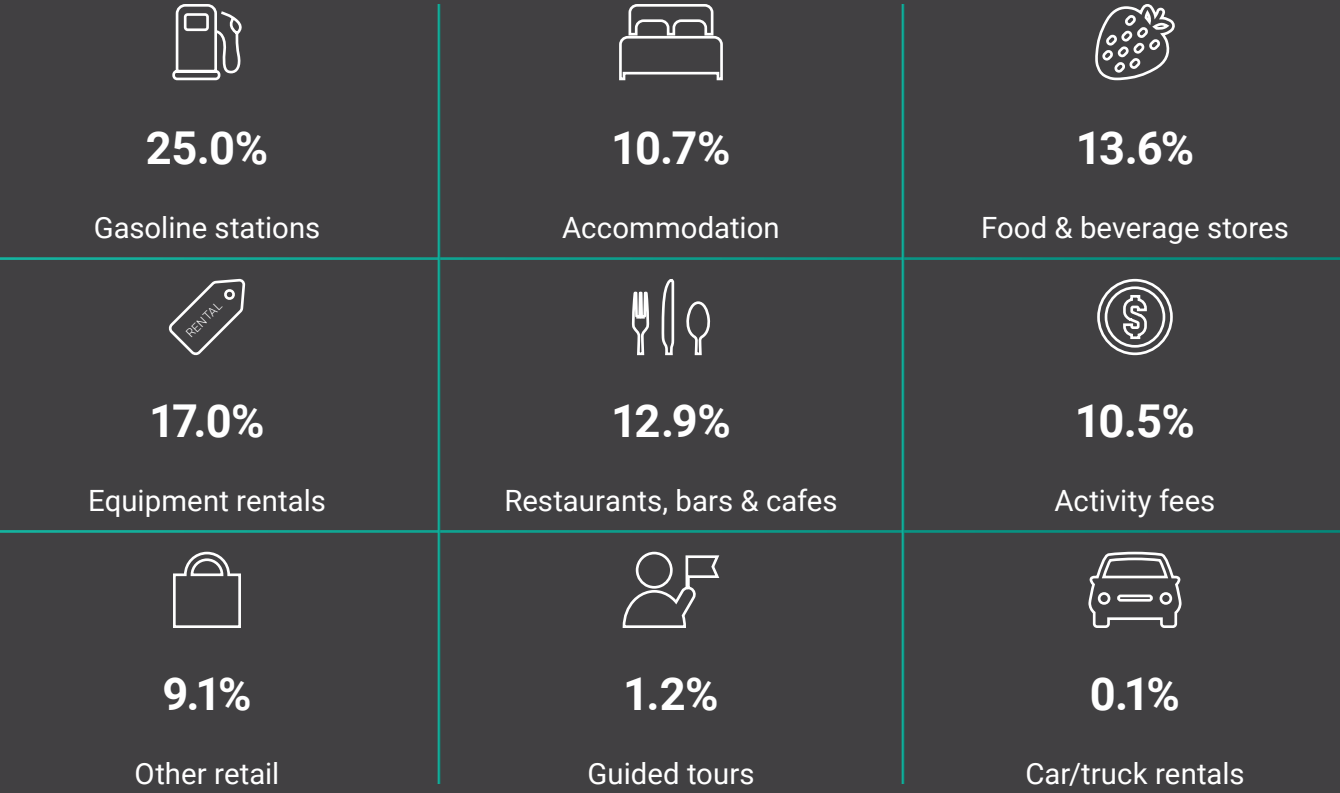 25.0%
10.7%
13.6%
Gasoline stations
Accommodation
Food & beverage stores
RENTAL
17.0%
12.9%
10.5%
Equipment rentals
Restaurants, bars & cafes
Activity fees
9.1%
1.2%
0.1%
Other retail
Guided tours
Car/truck rentals